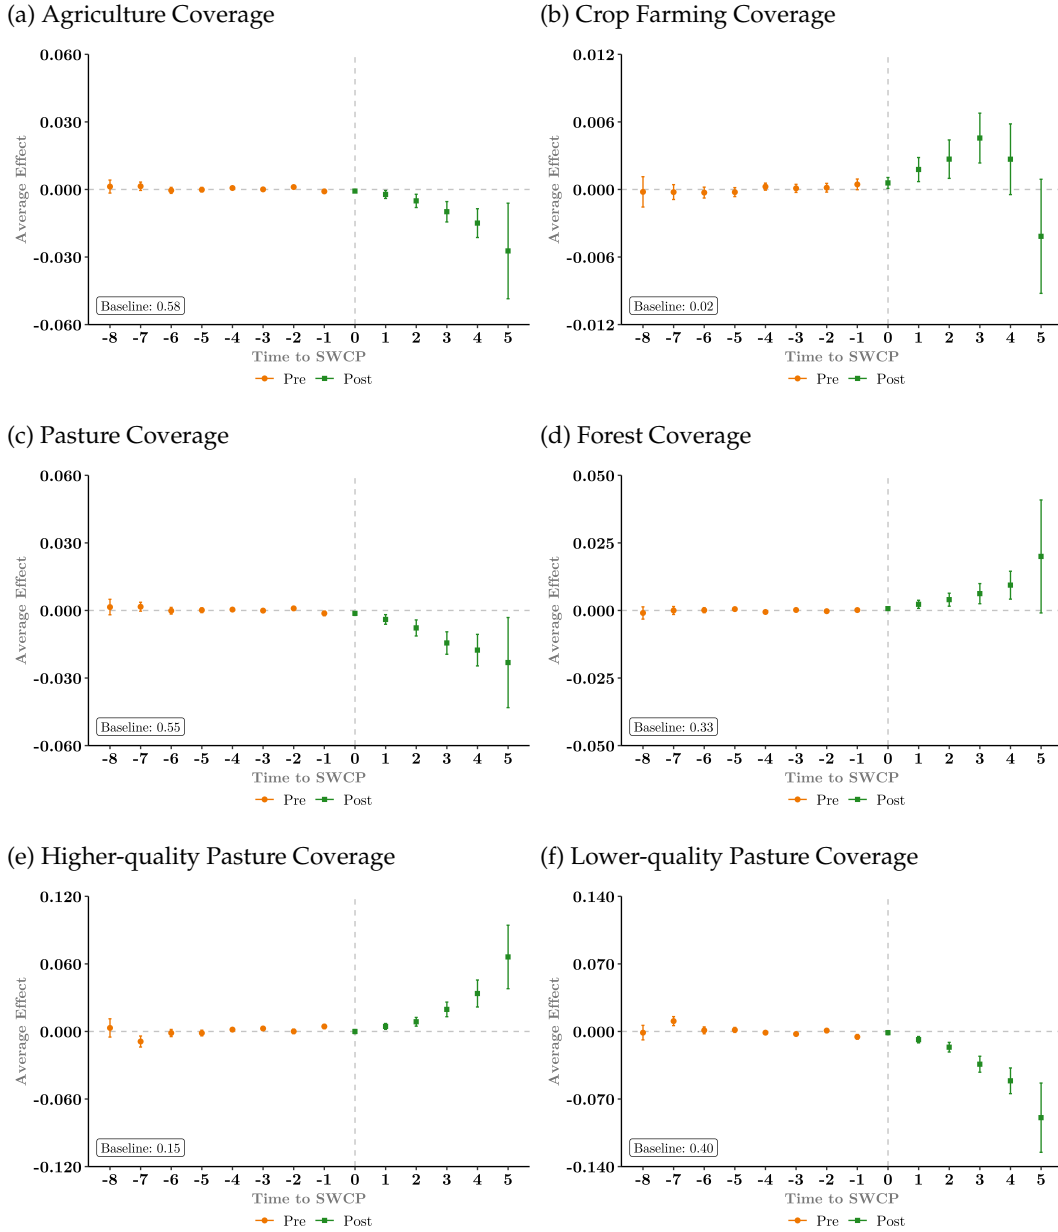 (a) Agriculture Coverage
0.060
0.030
0.000
-0.030
-0.060
Average Effect
Baseline: 0.58
-8 -7 -6 -5 -4 -3 -2 -1 0 1 2 3 4 5
Time to SWCP
Pre Post
(b) Crop Farming Coverage
0.012
0.006
0.000
-0.006
-0.012
Average Effect
Baseline: 0.02
-8 -7 -6 -5 -4 -3 -2 -1 0 1 2 3 4 5
Time to SWCP
Pre Post
(c) Pasture Coverage
0.060
0.030
0.000
-0.030
-0.060
Average Effect
Baseline: 0.55
-8 -7 -6 -5 -4 -3 -2 -1 0 1 2 3 4 5
Time to SWCP
Pre Post
(d) Forest Coverage
0.050
0.025
0.000
-0.025
-0.050
Average Effect
Baseline: 0.33
-8 -7 -6 -5 -4 -3 -2 -1 0 1 2 3 4 5
Time to SWCP
Pre Post
(e) Higher-quality Pasture Coverage
0.120
0.060
0.000
-0.060
-0.120
Average Effect
Baseline: 0.15
-8 -7 -6 -5 -4 -3 -2 -1 0 1 2 3 4 5
Time to SWCP
Pre Post
(f) Lower-quality Pasture Coverage
0.140
0.070
0.000
-0.070
-0.140
Average Effect
Baseline: 0.40
-8 -7 -6 -5 -4 -3 -2 -1 0 1 2 3 4 5
Time to SWCP
Pre Post